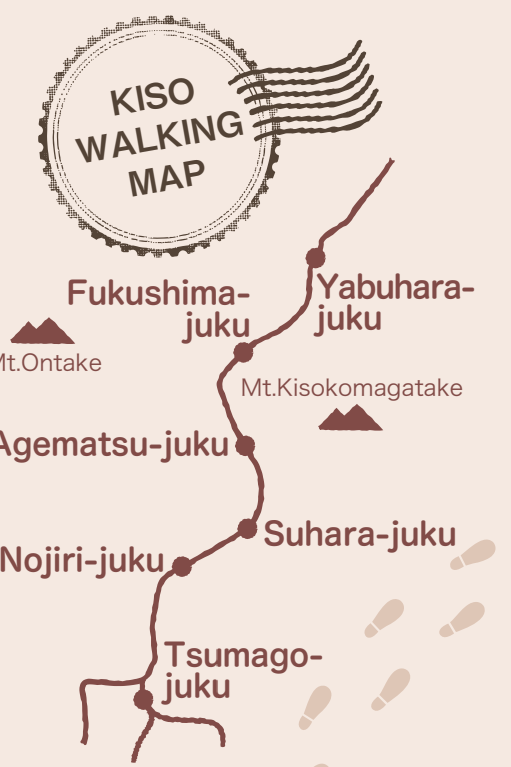 KISO
WALKING
MAP
Fukushima-
juku
Yabuhara-
juku
Mt.Ontake
Mt.Kisokomagatake
Agematsu-juku
Suhara-juku
Nojiri-juku
Tsumago-
juku